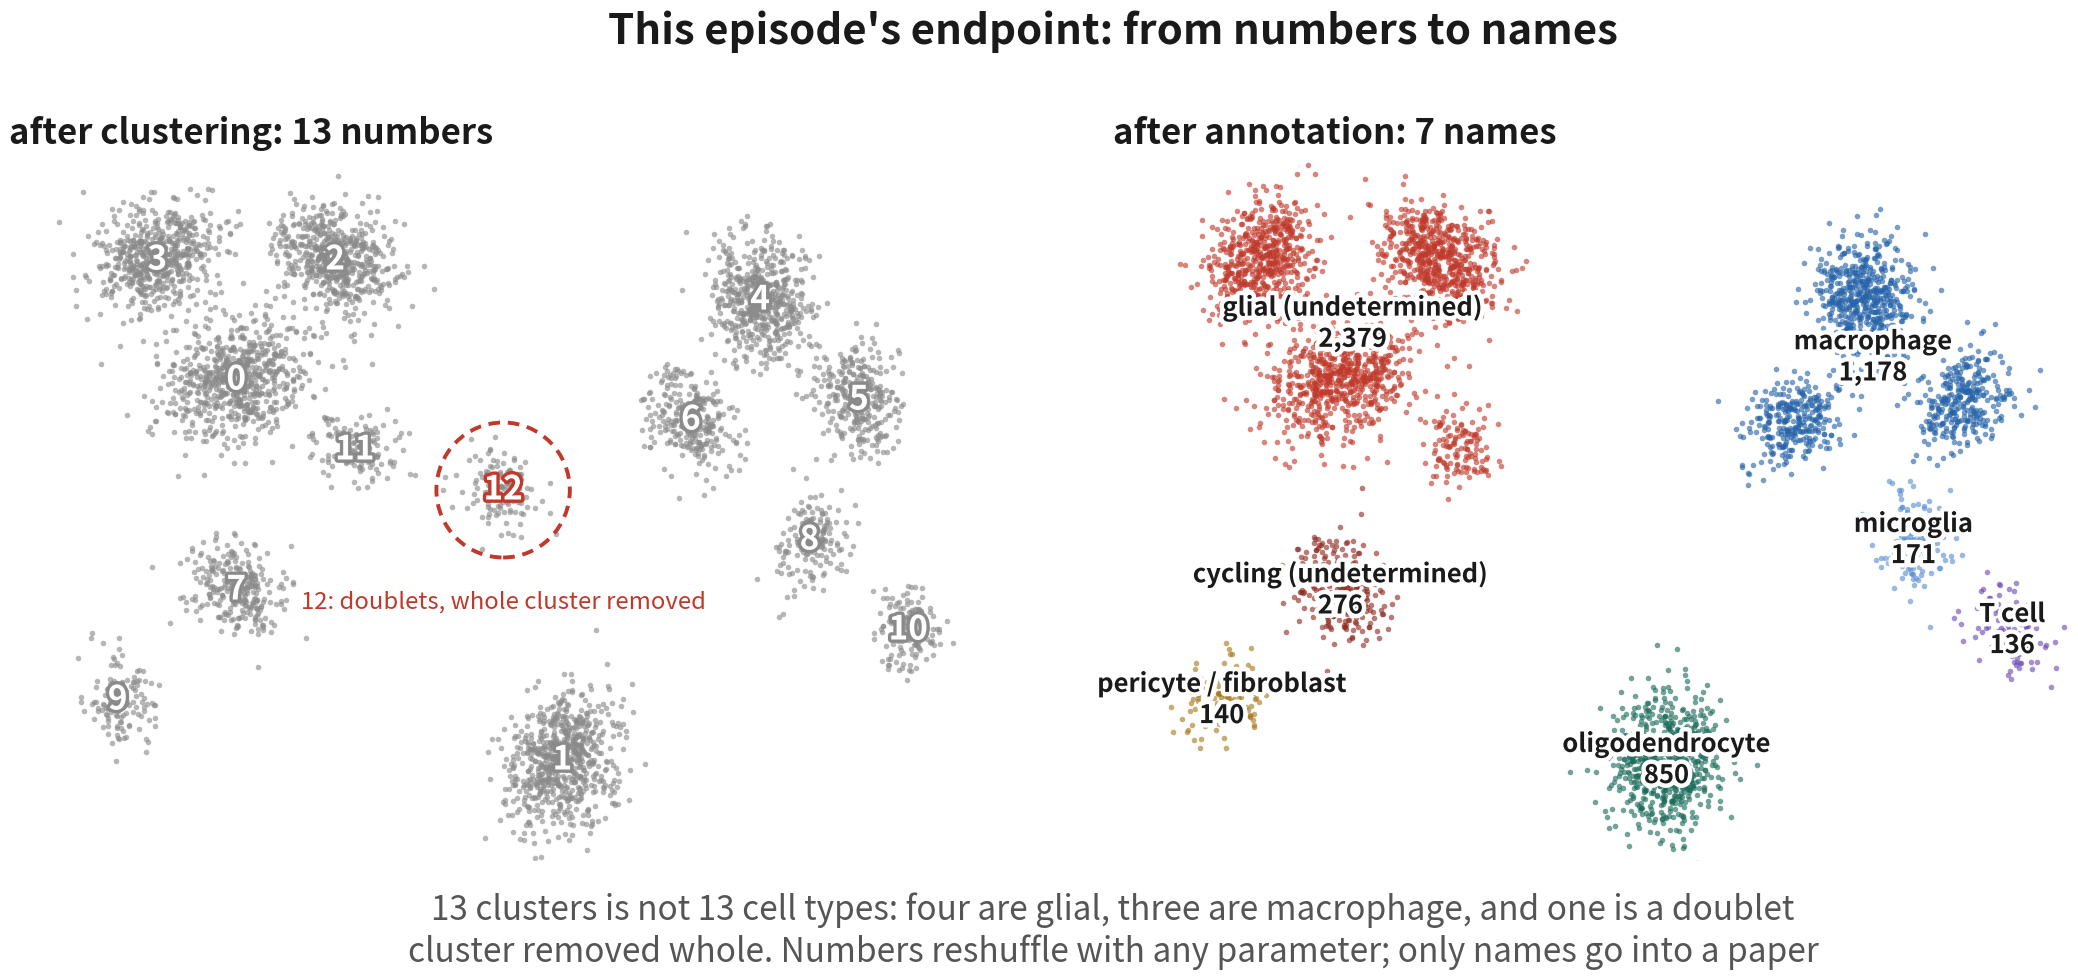 This episode's endpoint: from numbers to names
after clustering: 13 numbers
3
2
4
0
5
6
11
12
8
7
12: doublets, whole cluster removed
10
9
1
after annotation: 7 names
glial (undetermined)
2,379
macrophage
1,178
microglia
171
cycling (undetermined)
276
T cell
136
pericyte / fibroblast
140
oligodendrocyte
850
13 clusters is not 13 cell types: four are glial, three are macrophage, and one is a doublet
cluster removed whole. Numbers reshuffle with any parameter; only names go into a paper